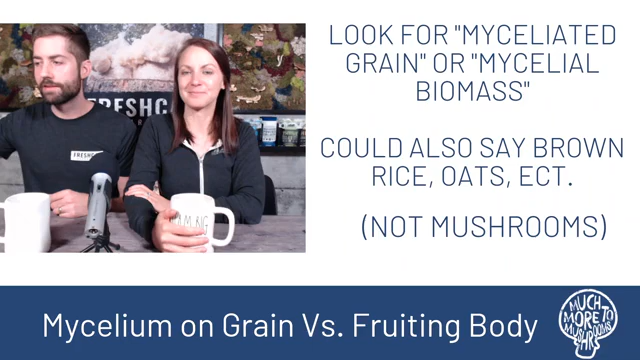 LOOK FOR "MYCELIATED
GRAIN" OR "MYCELIAL
BIOMASS"
COULD ALSO SAY BROWN
RICE, OATS, ECT.
(NOT MUSHROOMS)
FRESHC
FRESHC
Mycelium on Grain Vs. Fruiting Body
MUCH
MORE TO
MUSHROOMS